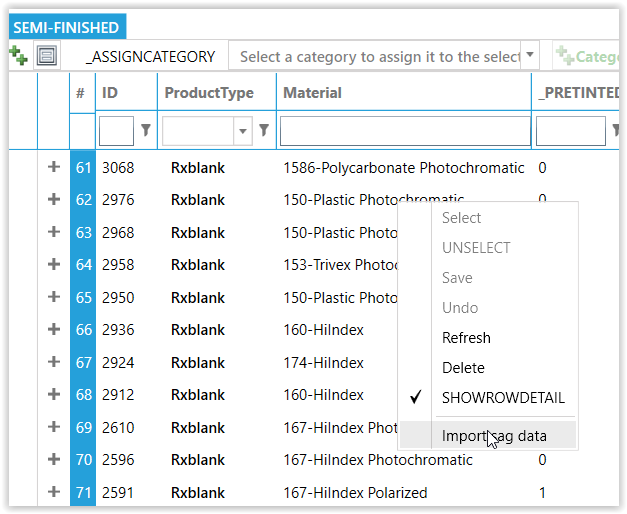 SEMI-FINISHED
_ASSIGNCATEGORY Select a category to assign it to the select Catego
# ID ProductType Material _PRETINTED
61 3068 Rxblank 1586-Polycarbonate Photochromatic 0
62 2976 Rxblank 150-Plastic Photochromatic 0
63 2968 Rxblank 150-Plastic Photo
64 2958 Rxblank 153-Trivex Photoc
65 2950 Rxblank 150-Plastic Photo
66 2936 Rxblank 160-HiIndex
67 2924 Rxblank 174-HiIndex
68 2912 Rxblank 160-HiIndex
69 2610 Rxblank 167-HiIndex Phot
70 2596 Rxblank 167-HiIndex Photochromatic 0
71 2591 Rxblank 167-HiIndex Polarized 1
Select
UNSELECT
Save
Undo
Refresh
Delete
SHOWROWDETAIL
Import sag data